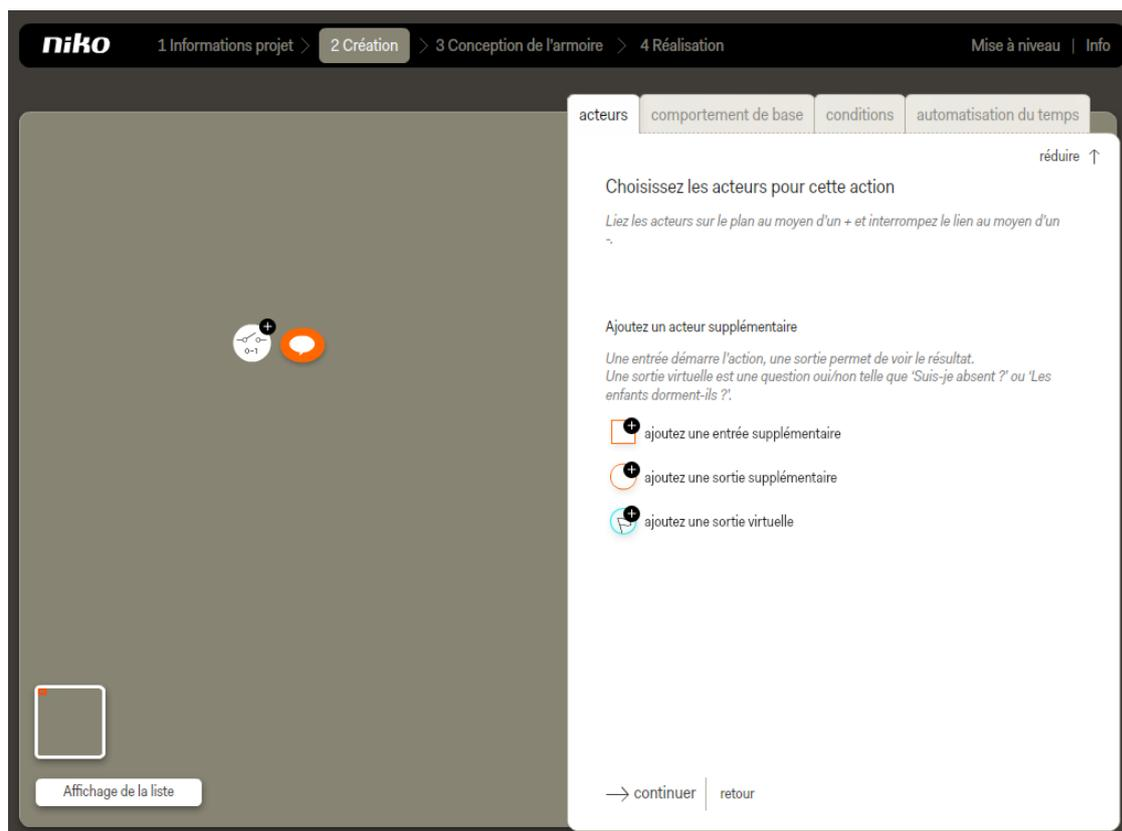 niko
1 Informations projet > 2 Création > 3 Conception de l'armoire > 4 Réalisation
Mise à niveau | Info
acteurs
comportement de base
conditions
automatisation du temps
réduire ↑
Choisissez les acteurs pour cette action
Liez les acteurs sur le plan au moyen d'un + et interrompez le lien au moyen d'un
-.
0-1
Ajoutez un acteur supplémentaire
Une entrée démarre l'action, une sortie permet de voir le résultat.
Une sortie virtuelle est une question oui/non telle que 'Suis-je absent ?' ou 'Les
enfants dorment-ils ?'.
ajoutez une entrée supplémentaire
ajoutez une sortie supplémentaire
ajoutez une sortie virtuelle
Affichage de la liste
→ continuer | retour